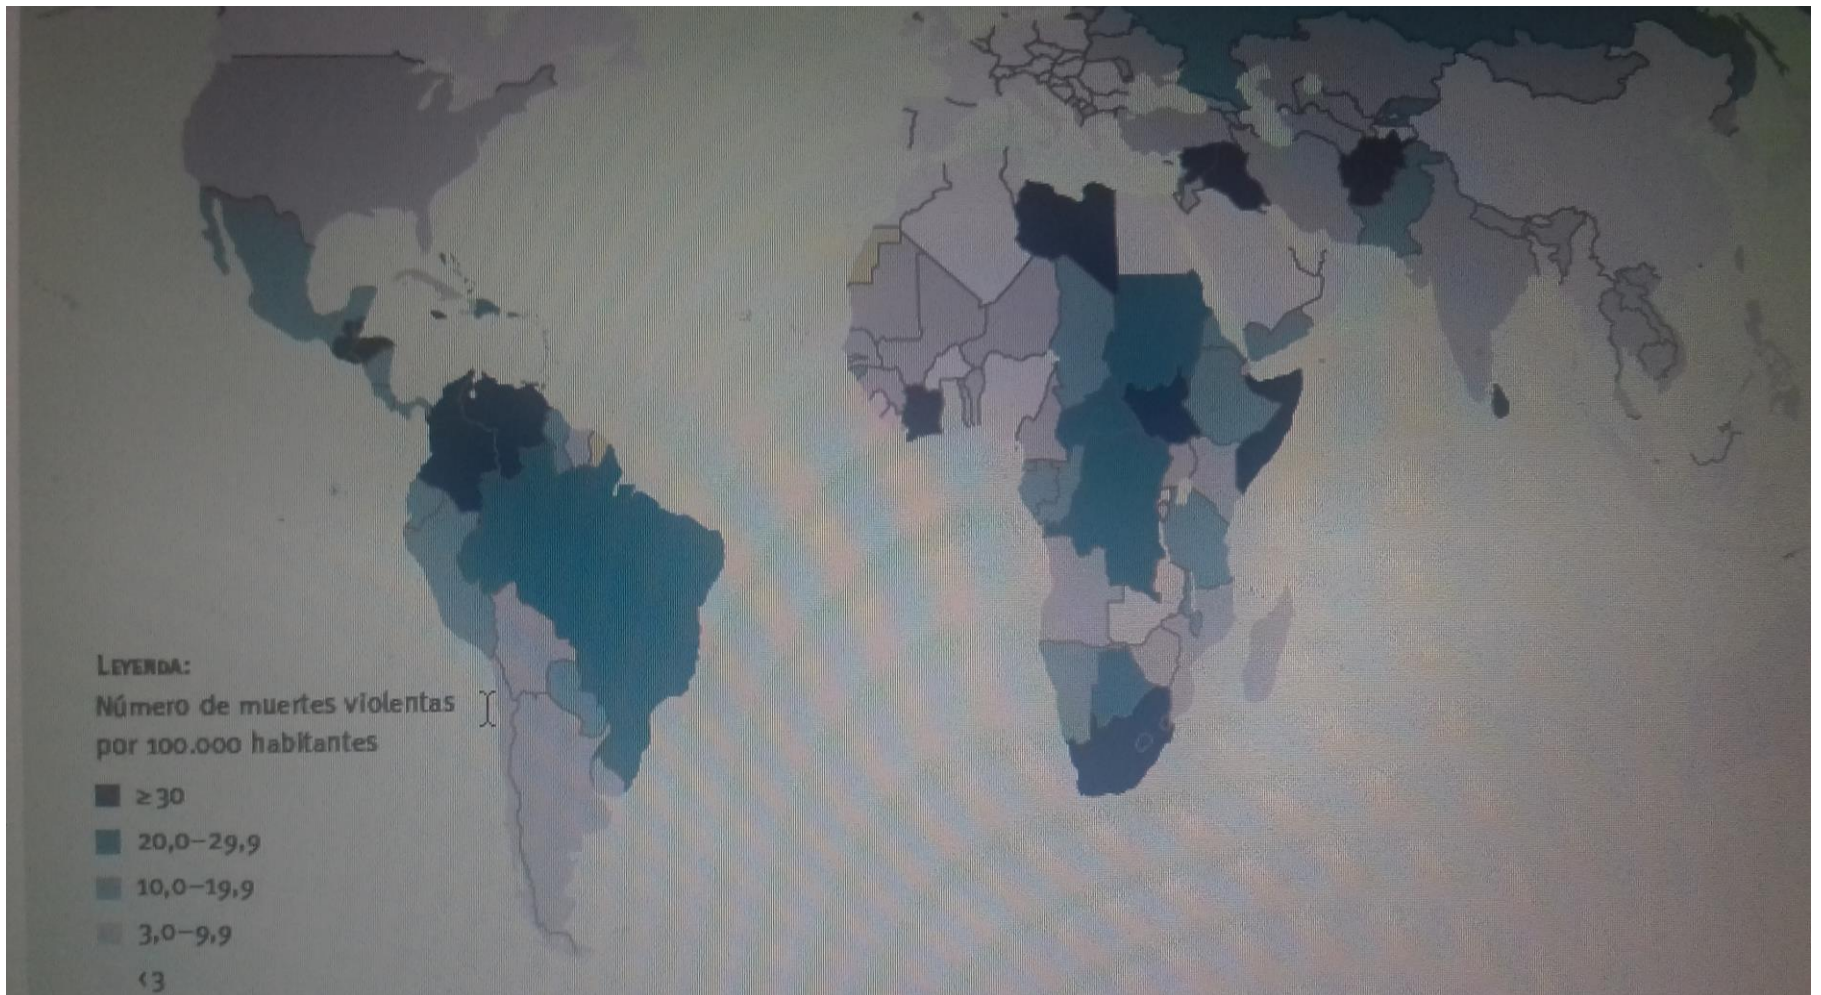 LEYENDA:
Número de muertes violentas
por 100.000 habitantes
≥30
20,0–29,9
10,0–19,9
3,0–9,9
<3